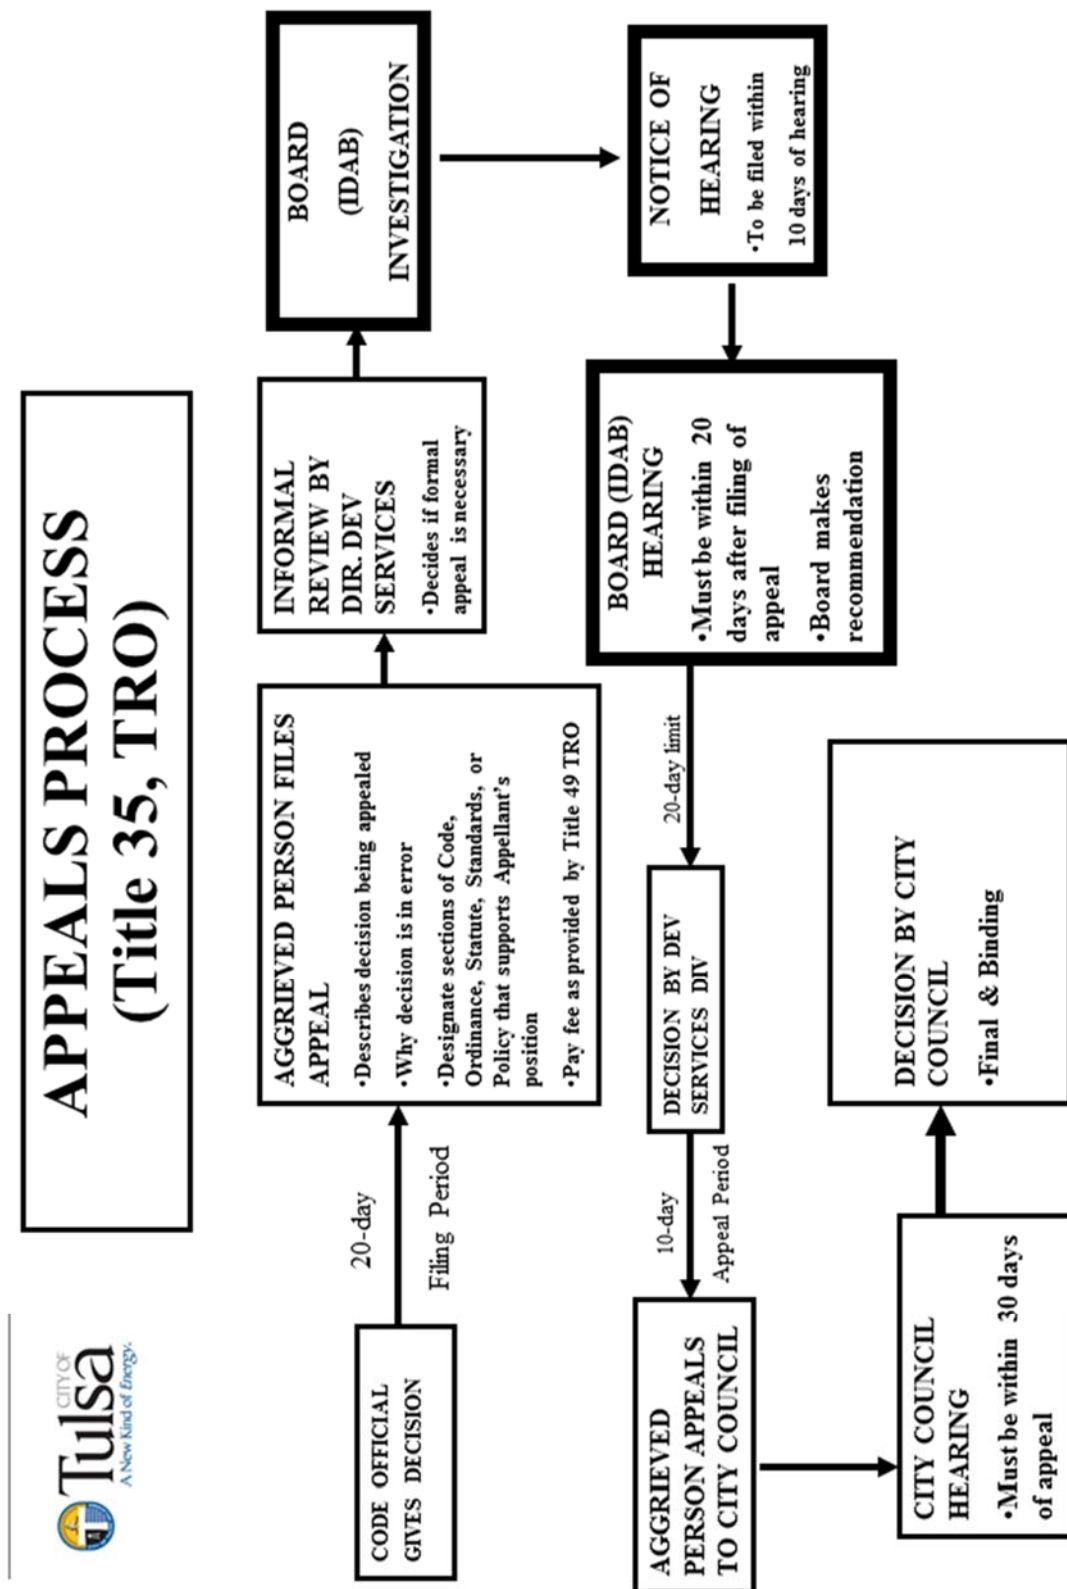 CITY OF
Tulsa
A New Kind of Energy.
APPEALS PROCESS
(Title 35, TRO)
CODE OFFICIAL
GIVES DECISION
20-day
Filing Period
AGGRIEVED PERSON FILES
APPEAL
•Describes decision being appealed
•Why decision is in error
•Designate sections of Code,
Ordinance, Statute, Standards, or
Policy that supports Appellant's
position
•Pay fee as provided by Title 49 TRO
INFORMAL
REVIEW BY
DIR. DEV
SERVICES
•Decides if formal
appeal is necessary
BOARD
(IDAB)
INVESTIGATION
NOTICE OF
HEARING
•To be filed within
10 days of hearing
BOARD (IDAB)
HEARING
•Must be within 20
days after filing of
appeal
•Board makes
recommendation
20-day limit
DECISION BY DEV
SERVICES DIV
10-day
Appeal Period
AGGRIEVED
PERSON APPEALS
TO CITY COUNCIL
CITY COUNCIL
HEARING
•Must be within 30 days
of appeal
DECISION BY CITY
COUNCIL
•Final & Binding